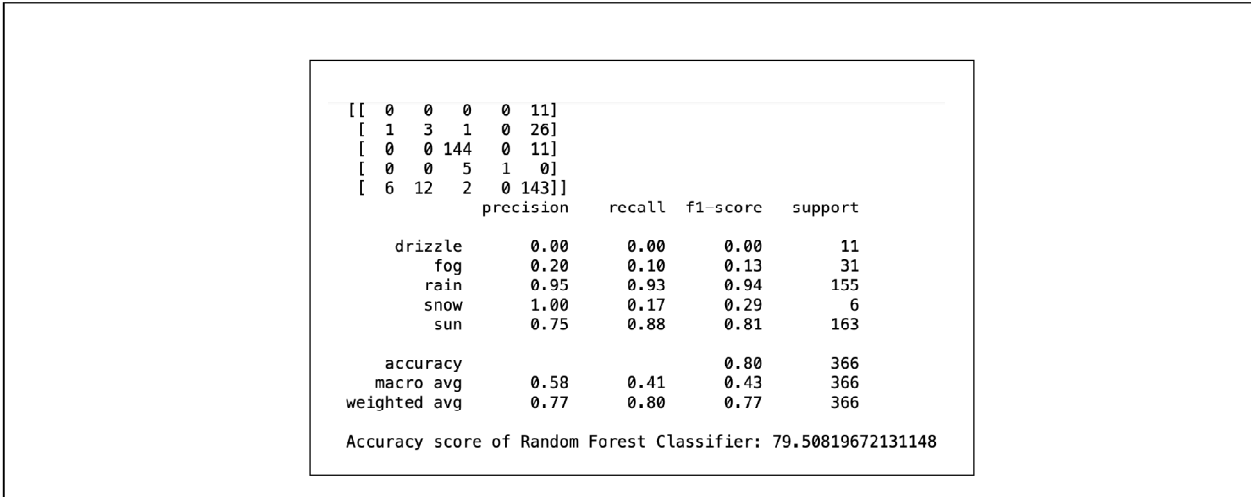 [[  0   0   0   0  11]
 [  1   3   1   0  26]
 [  0   0 144   0  11]
 [  0   0   5   1   0]
 [  6  12   2   0 143]]
              precision    recall  f1-score   support
     drizzle       0.00      0.00      0.00        11
         fog       0.20      0.10      0.13        31
        rain       0.95      0.93      0.94       155
        snow       1.00      0.17      0.29         6
         sun       0.75      0.88      0.81       163
    accuracy                           0.80       366
   macro avg       0.58      0.41      0.43       366
weighted avg       0.77      0.80      0.77       366
Accuracy score of Random Forest Classifier: 79.50819672131148